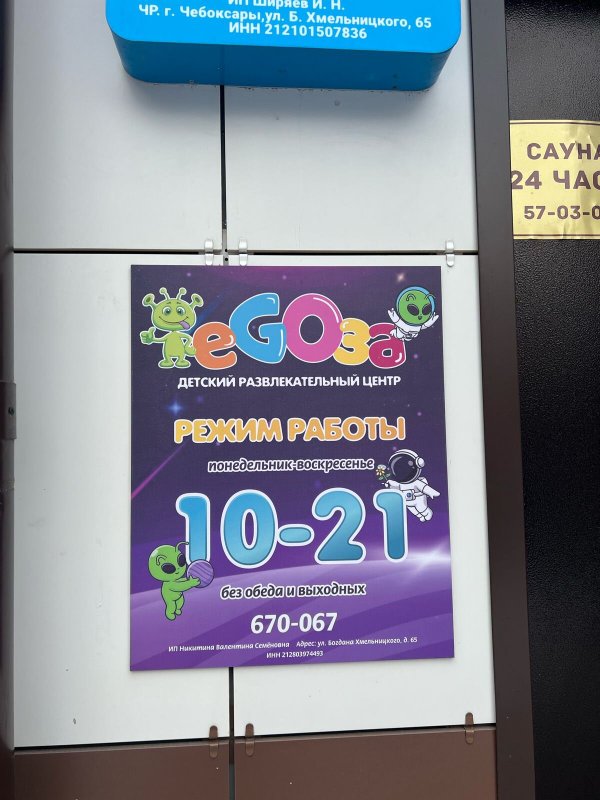 ИП Ширяев И. Н.
ЧР. г. Чебоксары,ул. Б. Хмельницкого, 65
ИНН 212101507836
САУНА
24 ЧАС
57-03-0
еGOза
ДЕТСКИЙ РАЗВЛЕКАТЕЛЬНЫЙ ЦЕНТР
РЕЖИМ РАБОТЫ
понедельник-воскресенье
10-21
без обеда и выходных
670-067
ИП Никитина Валентина Семёновна Адрес: ул. Богдана Хмельницкого, д. 65
ИНН 212803974493